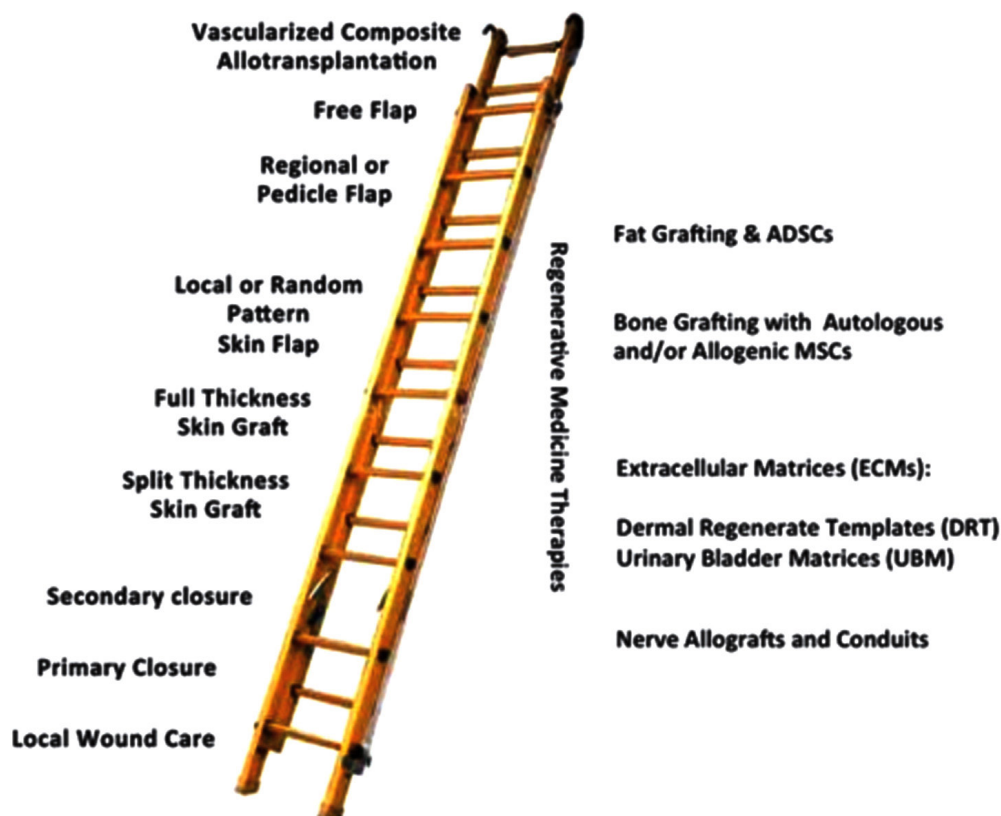 Vascularized Composite
Allotransplantation
Free Flap
Regional or
Pedicle Flap
Local or Random
Pattern
Skin Flap
Full Thickness
Skin Graft
Split Thickness
Skin Graft
Secondary closure
Primary Closure
Local Wound Care
Regenerative Medicine Therapies
Fat Grafting & ADSCs
Bone Grafting with Autologous
and/or Allogenic MSCs
Extracellular Matrices (ECMs):
Dermal Regenerate Templates (DRT)
Urinary Bladder Matrices (UBM)
Nerve Allografts and Conduits